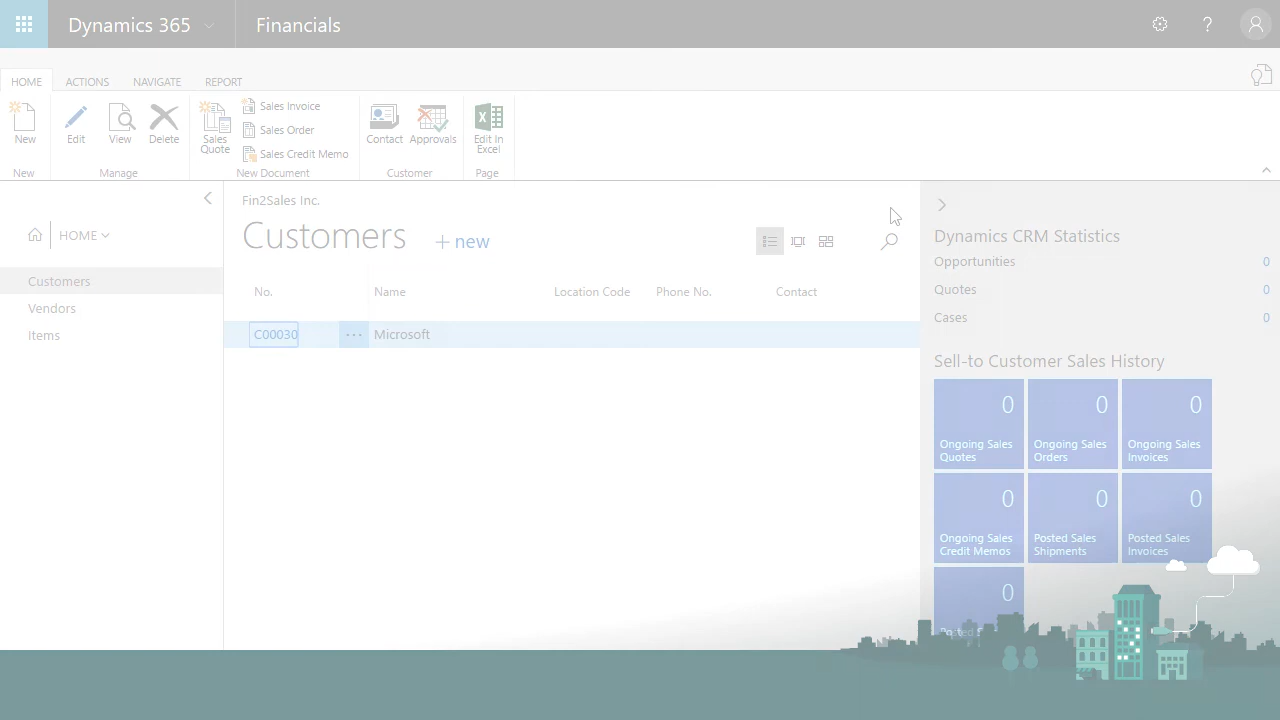 Dynamics 365
Financials
?
HOME
ACTIONS
NAVIGATE
REPORT
New
Edit
View
Delete
Sales
Quote
Sales Invoice
Sales Order
Sales Credit Memo
Contact
Approvals
Edit In
Excel
New
Manage
New Document
Customer
Page
Fin2Sales Inc.
HOME
Customers
+ new
Customers
Vendors
Items
No.
Name
Location Code
Phone No.
Contact
C00030
···
Microsoft
Dynamics CRM Statistics
Opportunities 0
Quotes 0
Cases 0
Sell-to Customer Sales History
0
Ongoing Sales
Quotes
0
Ongoing Sales
Orders
0
Ongoing Sales
Invoices
0
Ongoing Sales
Credit Memos
0
Posted Sales
Shipments
0
Posted Sales
Invoices
0
Posted